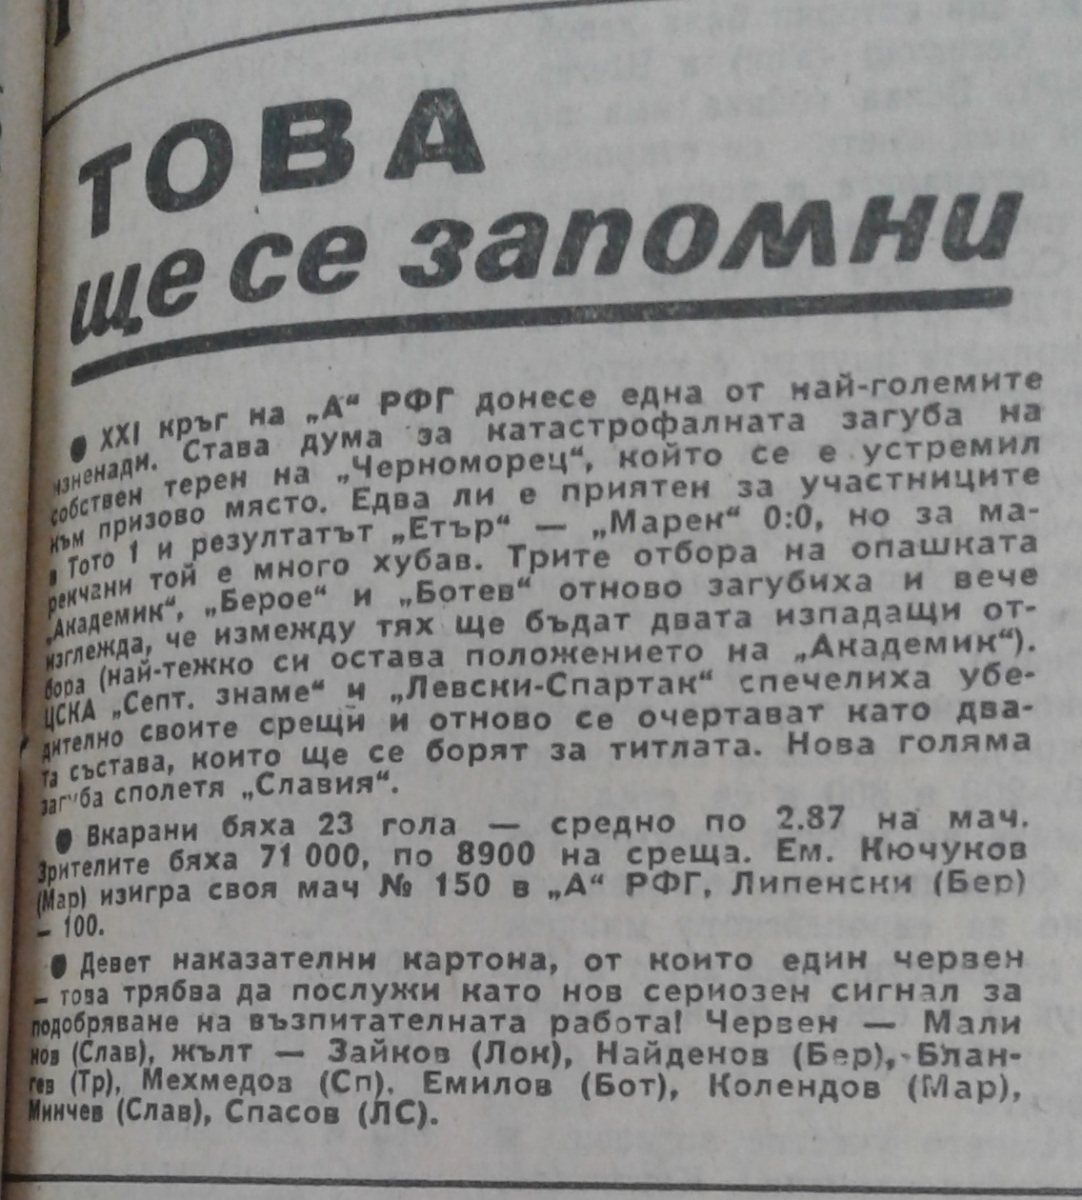 ТОВА
ще се запомни
● XXI кръг на „А“ РФГ донесе една от най-големите
изненади. Става дума за катастрофалната загуба на
собствен терен на „Черноморец“, който се е устремил
към призово място. Едва ли е приятен за участниците
в Тото 1 и резултатът „Етър“ — „Марек“ 0:0, но за ма-
рекчани той е много хубав. Трите отбора на опашката
„Академик“, „Берое“ и „Ботев“ отново загубиха и вече
изглежда, че измежду тях ще бъдат двата изпадащи от-
бора (най-тежко си остава положението на „Академик“).
ЦСКА „Септ. знаме“ и „Левски-Спартак“ спечелиха убе-
дително своите срещи и отново се очертават като два-
та състава, които ще се борят за титлата. Нова голяма
загуба сполетя „Славия“.
● Вкарани бяха 23 гола — средно по 2.87 на мач.
Зрителите бяха 71 000, по 8900 на среща. Ем. Кючуков
(Мар) изигра своя мач № 150 в „А“ РФГ, Липенски (Бер)
— 100.
● Девет наказателни картона, от които един червен
— това трябва да послужи като нов сериозен сигнал за
подобряване на възпитателната работа! Червен — Мали
нов (Слав), жълт — Зайков (Лок), Найденов (Бер), Блан-
гев (Тр), Мехмедов (Сп). Емилов (Бот), Колендов (Мар),
Минчев (Слав), Спасов (ЛС).